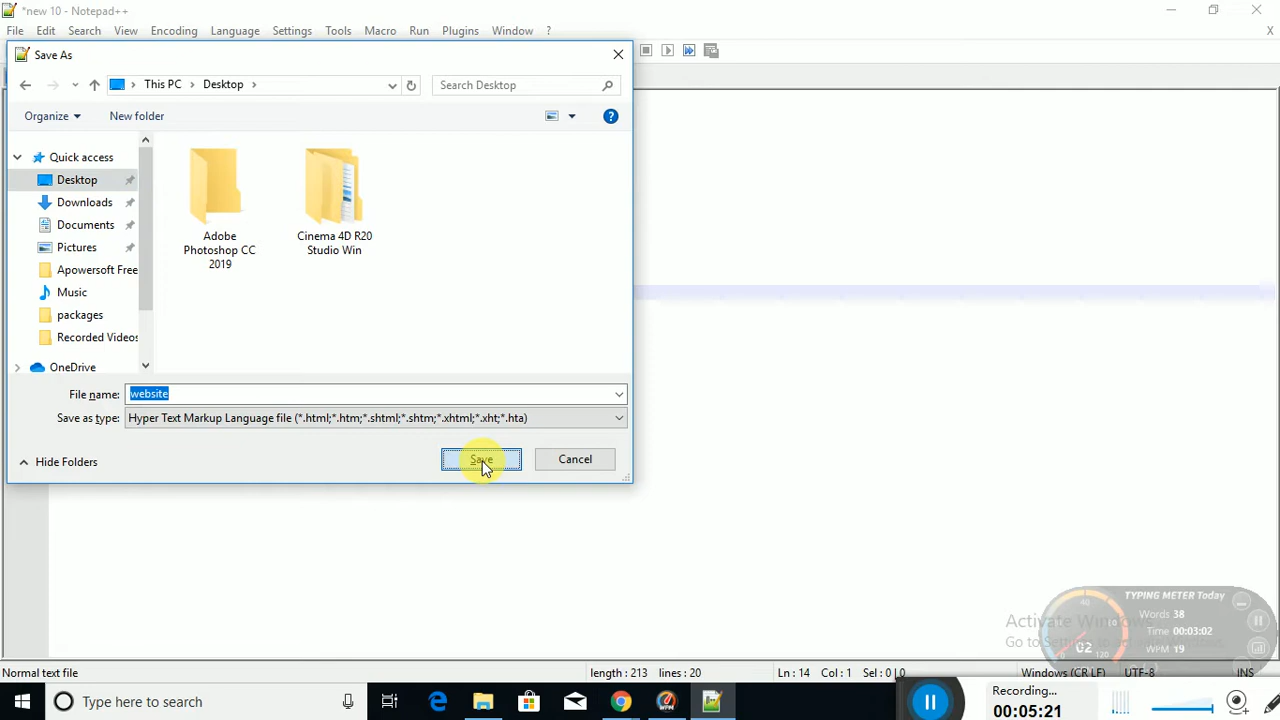 *new 10 - Notepad++
File Edit Search View Encoding Language Settings Tools Macro Run Plugins Window ? X
Save As
This PC Desktop
Search Desktop
Organize New folder
Quick access
Desktop
Downloads
Documents
Pictures
Apowersoft Free
Music
packages
Recorded Videos
OneDrive
Adobe
Photoshop CC
2019
Cinema 4D R20
Studio Win
File name: website
Save as type: Hyper Text Markup Language file (*.html;*.htm;*.shtml;*.shtm;*.xhtml;*.xht;*.hta)
Hide Folders
Save Cancel
TYPING METER Today
Words 38
Time 00:03:02
WPM 19
40
02
120
Activate Windows
Go to Settings to
Normal text file length : 213 lines : 20 Ln : 14 Col : 1 Sel : 0 | 0 Windows (CR LF) UTF-8 INS
Type here to search
WPM
Recording...
00:05:21